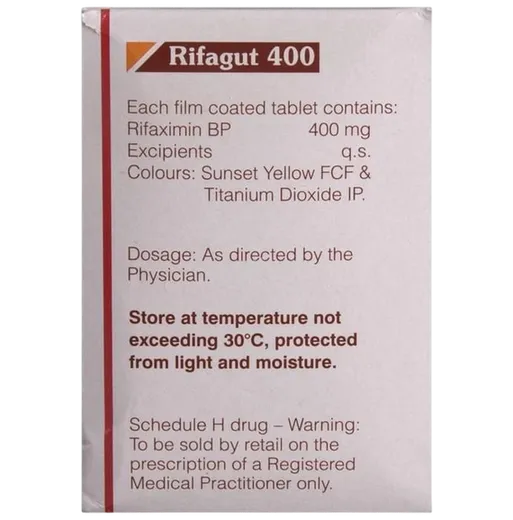 Rifagut 400
Each film coated tablet contains:
Rifaximin BP 400 mg
Excipients q.s.
Colours: Sunset Yellow FCF &
Titanium Dioxide IP.
Dosage: As directed by the
Physician.
Store at temperature not
exceeding 30°C, protected
from light and moisture.
Schedule H drug – Warning:
To be sold by retail on the
prescription of a Registered
Medical Practitioner only.